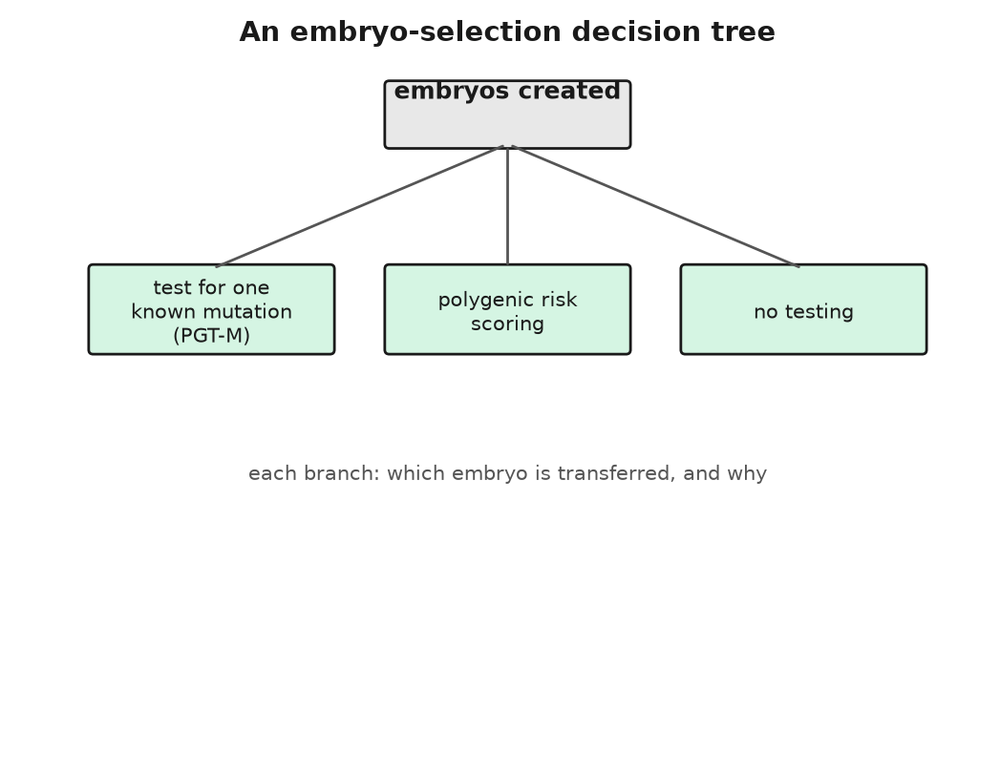 An embryo-selection decision tree
embryos created
test for one
known mutation
(PGT-M)
polygenic risk
scoring
no testing
each branch: which embryo is transferred, and why